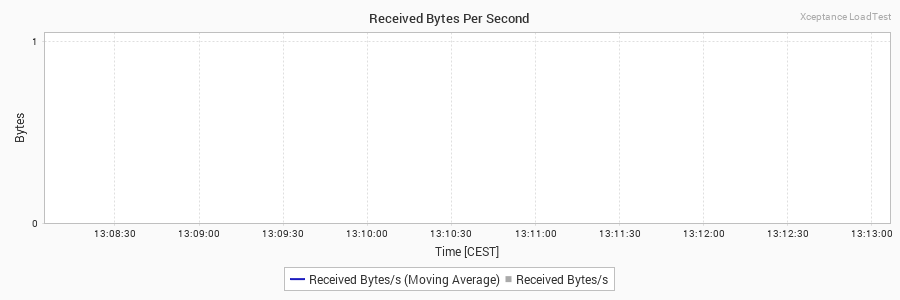 Received Bytes Per Second
Xceptance LoadTest
1
Bytes
0
13:08:30 13:09:00 13:09:30 13:10:00 13:10:30 13:11:00 13:11:30 13:12:00 13:12:30 13:13:00
Time [CEST]
Received Bytes/s (Moving Average) Received Bytes/s